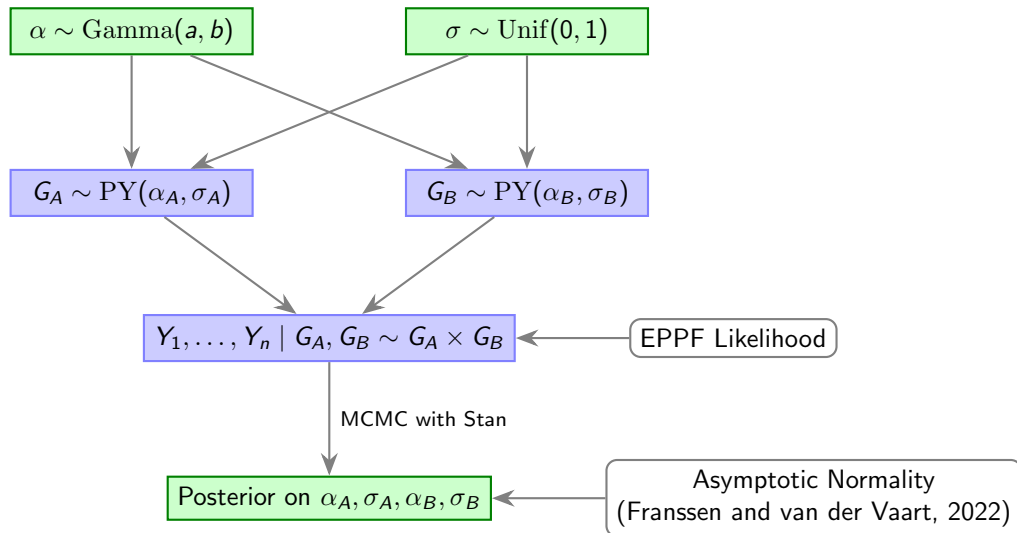 α ∼ Gamma(a, b)
σ ∼ Unif(0, 1)
G_A ∼ PY(α_A, σ_A)
G_B ∼ PY(α_B, σ_B)
Y_1, . . . , Y_n | G_A, G_B ∼ G_A × G_B
EPPF Likelihood
MCMC with Stan
Posterior on α_A, σ_A, α_B, σ_B
Asymptotic Normality
(Franssen and van der Vaart, 2022)